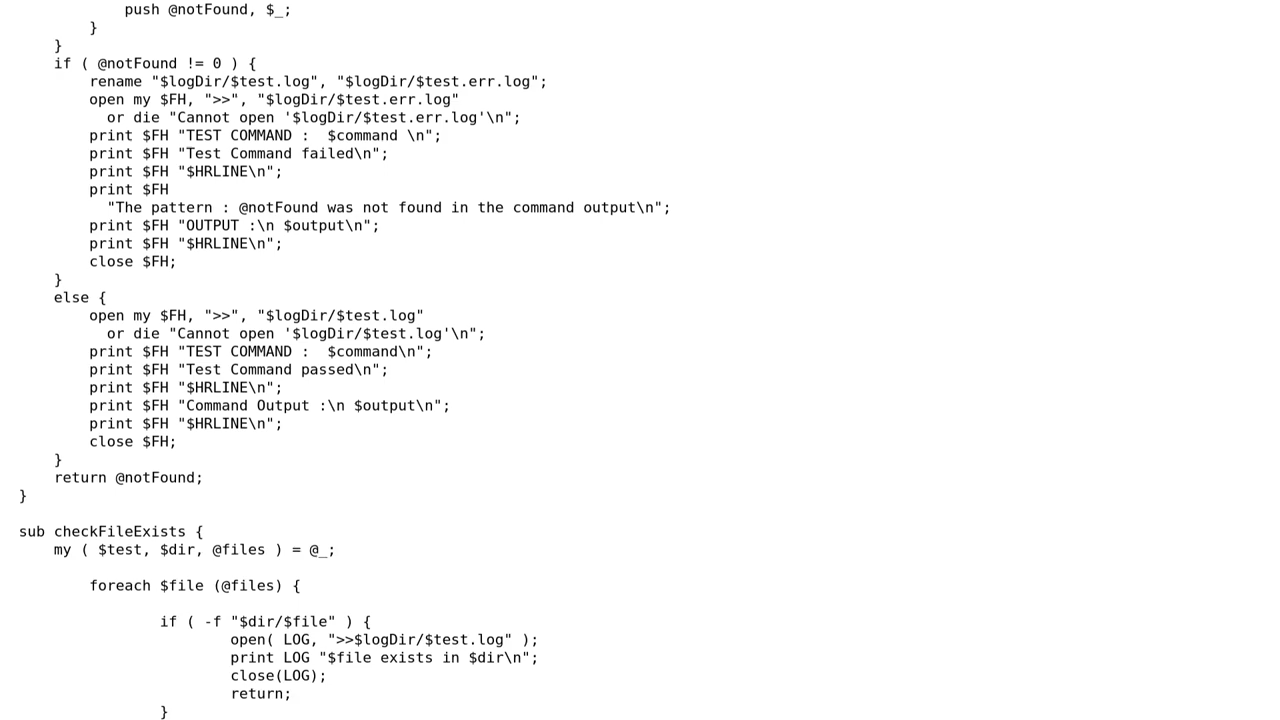 push @notFound, $_;
        }
    }
    if ( @notFound != 0 ) {
        rename "$logDir/$test.log", "$logDir/$test.err.log";
        open my $FH, ">>", "$logDir/$test.err.log"
          or die "Cannot open '$logDir/$test.err.log'\n";
        print $FH "TEST COMMAND :  $command \n";
        print $FH "Test Command failed\n";
        print $FH "$HRLINE\n";
        print $FH
          "The pattern : @notFound was not found in the command output\n";
        print $FH "OUTPUT :\n $output\n";
        print $FH "$HRLINE\n";
        close $FH;
    }
    else {
        open my $FH, ">>", "$logDir/$test.log"
          or die "Cannot open '$logDir/$test.log'\n";
        print $FH "TEST COMMAND :  $command\n";
        print $FH "Test Command passed\n";
        print $FH "$HRLINE\n";
        print $FH "Command Output :\n $output\n";
        print $FH "$HRLINE\n";
        close $FH;
    }
    return @notFound;
}

sub checkFileExists {
    my ( $test, $dir, @files ) = @_;

        foreach $file (@files) {

                if ( -f "$dir/$file" ) {
                        open( LOG, ">>$logDir/$test.log" );
                        print LOG "$file exists in $dir\n";
                        close(LOG);
                        return;
                }